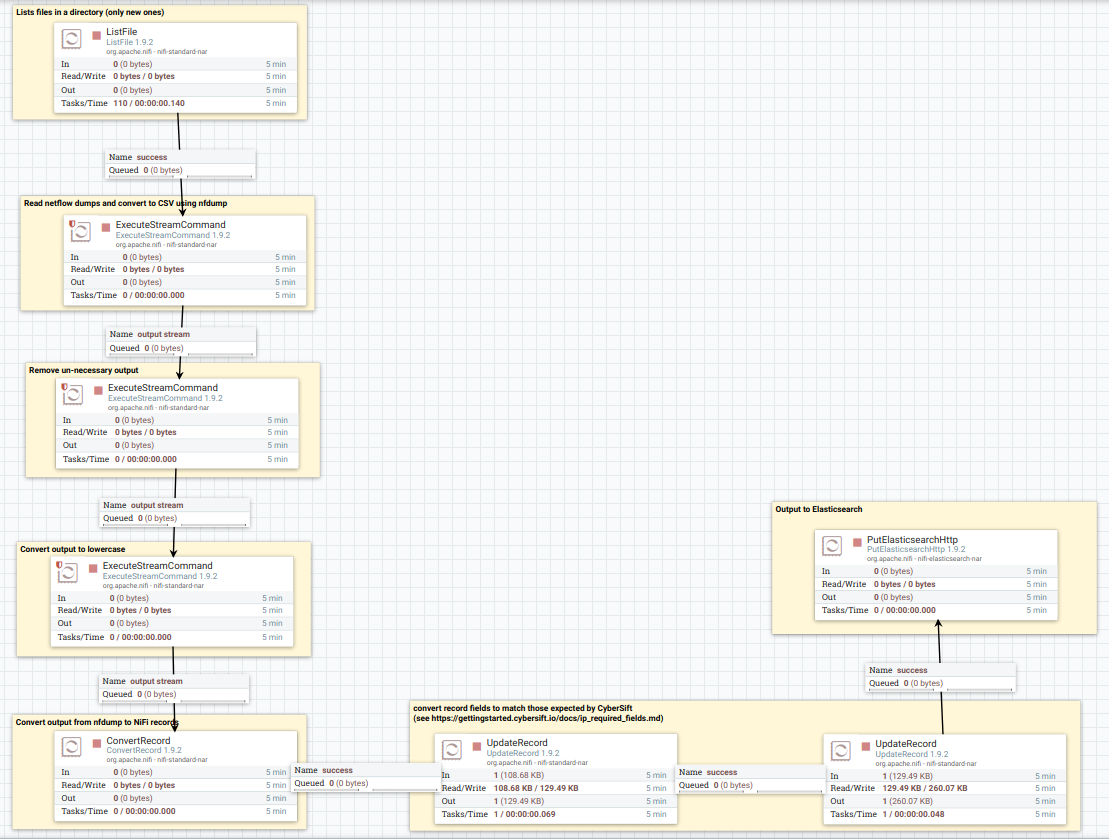 Lists files in a directory (only new ones)
ListFile
ListFile 1.9.2
org.apache.nifi - nifi-standard-nar
In 0 (0 bytes) 5 min
Read/Write 0 bytes / 0 bytes 5 min
Out 0 (0 bytes) 5 min
Tasks/Time 110 / 00:00:00.140 5 min
Name success
Queued 0 (0 bytes)
Read netflow dumps and convert to CSV using nfdump
ExecuteStreamCommand
ExecuteStreamCommand 1.9.2
org.apache.nifi - nifi-standard-nar
In 0 (0 bytes) 5 min
Read/Write 0 bytes / 0 bytes 5 min
Out 0 (0 bytes) 5 min
Tasks/Time 0 / 00:00:00.000 5 min
Name output stream
Queued 0 (0 bytes)
Remove un-necessary output
ExecuteStreamCommand
ExecuteStreamCommand 1.9.2
org.apache.nifi - nifi-standard-nar
In 0 (0 bytes) 5 min
Read/Write 0 bytes / 0 bytes 5 min
Out 0 (0 bytes) 5 min
Tasks/Time 0 / 00:00:00.000 5 min
Name output stream
Queued 0 (0 bytes)
Convert output to lowercase
ExecuteStreamCommand
ExecuteStreamCommand 1.9.2
org.apache.nifi - nifi-standard-nar
In 0 (0 bytes) 5 min
Read/Write 0 bytes / 0 bytes 5 min
Out 0 (0 bytes) 5 min
Tasks/Time 0 / 00:00:00.000 5 min
Name output stream
Queued 0 (0 bytes)
Convert output from nfdump to NiFi records
ConvertRecord
ConvertRecord 1.9.2
org.apache.nifi - nifi-standard-nar
In 0 (0 bytes) 5 min
Read/Write 0 bytes / 0 bytes 5 min
Out 0 (0 bytes) 5 min
Tasks/Time 0 / 00:00:00.000 5 min
Name success
Queued 0 (0 bytes)
convert record fields to match those expected by CyberSift
(see https://gettingstarted.cybersift.io/docs/ip_required_fields.md)
UpdateRecord
UpdateRecord 1.9.2
org.apache.nifi - nifi-standard-nar
In 1 (108.68 KB) 5 min
Read/Write 108.68 KB / 129.49 KB 5 min
Out 1 (129.49 KB) 5 min
Tasks/Time 1 / 00:00:00.069 5 min
Name success
Queued 0 (0 bytes)
UpdateRecord
UpdateRecord 1.9.2
org.apache.nifi - nifi-standard-nar
In 1 (129.49 KB) 5 min
Read/Write 129.49 KB / 260.07 KB 5 min
Out 1 (260.07 KB) 5 min
Tasks/Time 1 / 00:00:00.048 5 min
Name success
Queued 0 (0 bytes)
Output to Elasticsearch
PutElasticsearchHttp
PutElasticsearchHttp 1.9.2
org.apache.nifi - nifi-elasticsearch-nar
In 0 (0 bytes) 5 min
Read/Write 0 bytes / 0 bytes 5 min
Out 0 (0 bytes) 5 min
Tasks/Time 0 / 00:00:00.000 5 min